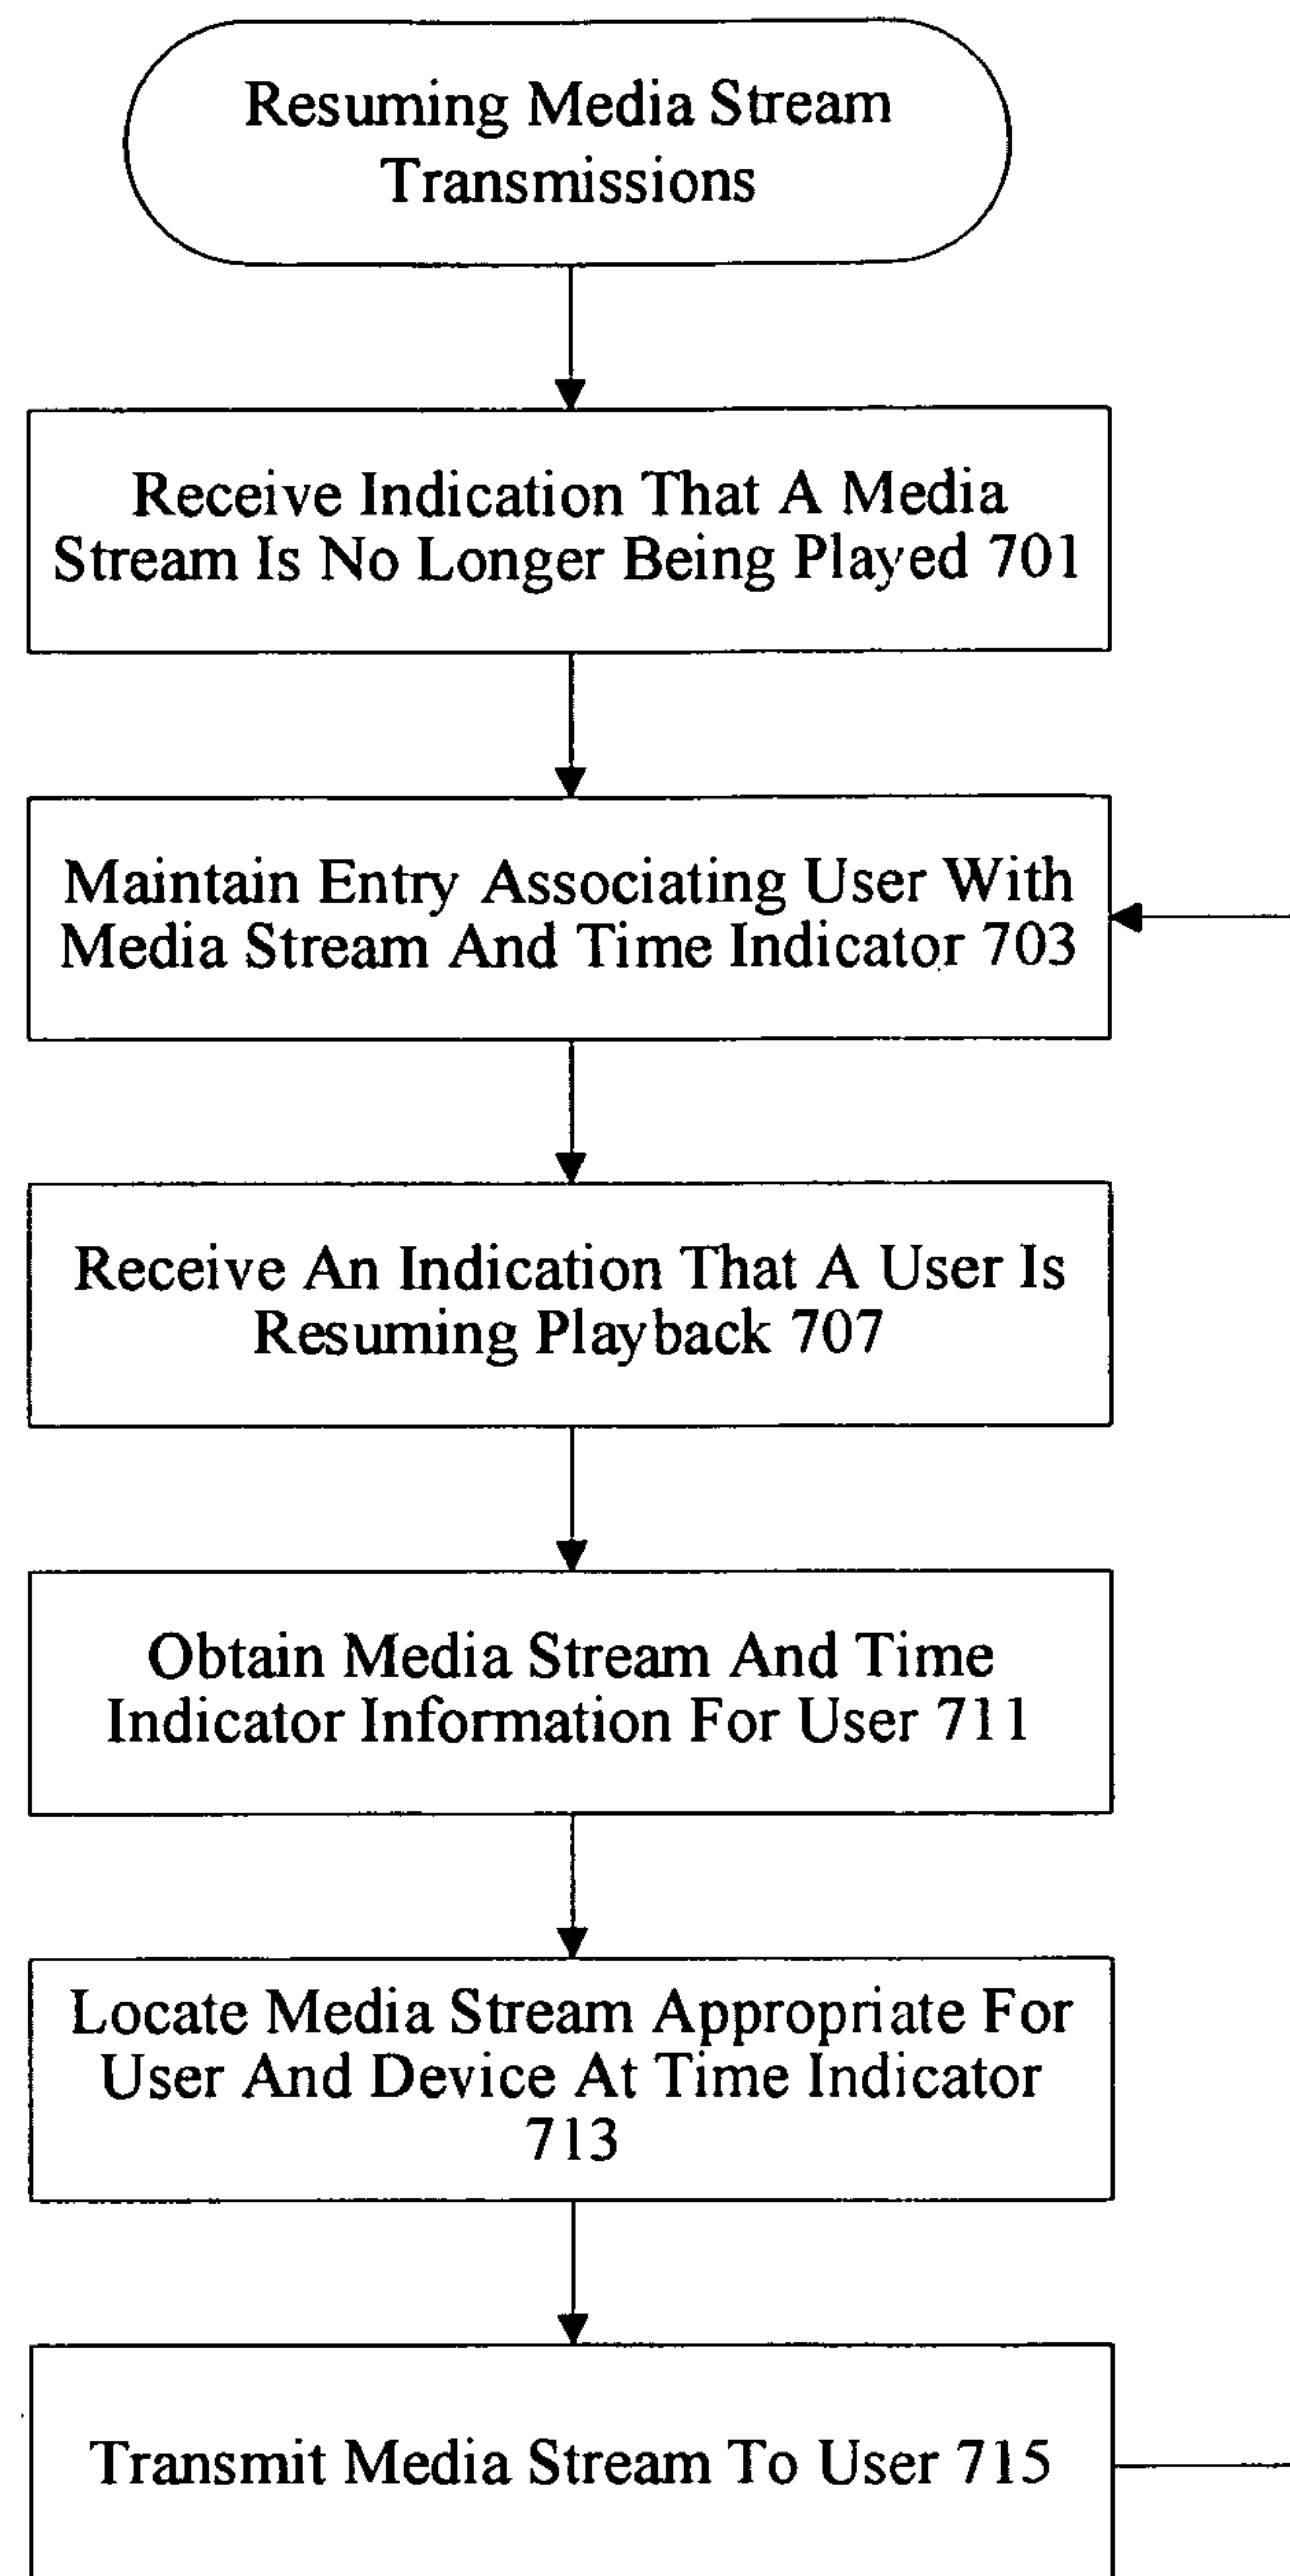 Resuming Media Stream
Transmissions
Receive Indication That A Media
Stream Is No Longer Being Played 701
Maintain Entry Associating User With
Media Stream And Time Indicator 703
Receive An Indication That A User Is
Resuming Playback 707
Obtain Media Stream And Time
Indicator Information For User 711
Locate Media Stream Appropriate For
User And Device At Time Indicator
713
Transmit Media Stream To User 715